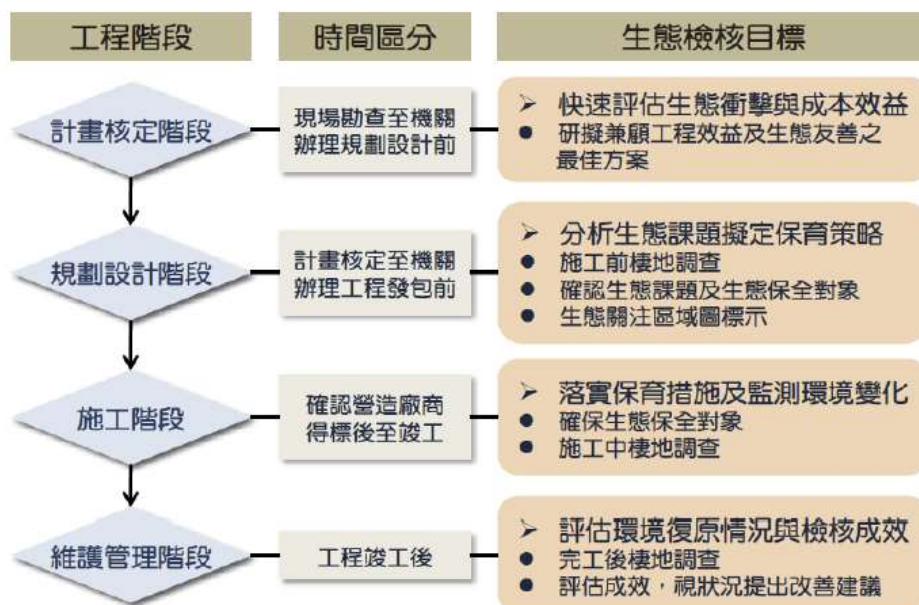 工程階段
時間區分
生態檢核目標
計畫核定階段
現場勘查至機關
辦理規劃設計前
➢ 快速評估生態衝擊與成本效益
● 研擬兼顧工程效益及生態友善之
最佳方案
規劃設計階段
計畫核定至機關
辦理工程發包前
➢ 分析生態課題擬定保育策略
● 施工前棲地調查
● 確認生態課題及生態保全對象
● 生態關注區域圖標示
施工階段
確認營造廠商
得標後至竣工
➢ 落實保育措施及監測環境變化
● 確保生態保全對象
● 施工中棲地調查
維護管理階段
工程竣工後
➢ 評估環境復原情況與檢核成效
● 完工後棲地調查
● 評估成效，視狀況提出改善建議